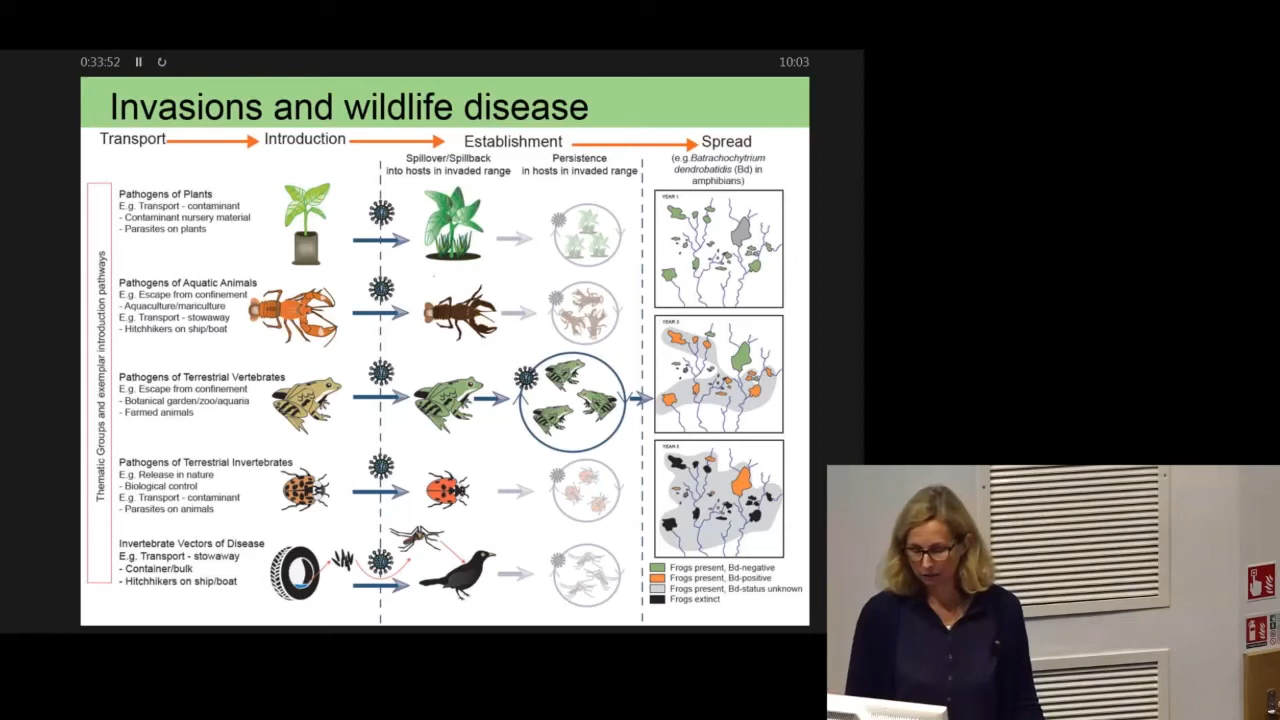 0:33:52
10:03
Invasions and wildlife disease
Transport
Introduction
Establishment
Spread
Spillover/Spillback
into hosts in invaded range
Persistence
in hosts in invaded range
(e.g.Batrachochytrium
dendrobatidis (Bd) in
amphibians)
Thematic Groups and exemplar introduction pathways
Pathogens of Plants
E.g. Transport - contaminant
- Contaminant nursery material
- Parasites on plants
Pathogens of Aquatic Animals
E.g. Escape from confinement
- Aquaculture/mariculture
E.g. Transport - stowaway
- Hitchhikers on ship/boat
Pathogens of Terrestrial Vertebrates
E.g. Escape from confinement
- Botanical garden/zoo/aquaria
- Farmed animals
Pathogens of Terrestrial Invertebrates
E.g. Release in nature
- Biological control
E.g. Transport - contaminant
- Parasites on animals
Invertebrate Vectors of Disease
E.g. Transport - stowaway
- Container/bulk
- Hitchhikers on ship/boat
YEAR 1
Frogs present, Bd-negative
Frogs present, Bd-positive
Frogs present, Bd-status unknown
Frogs extinct